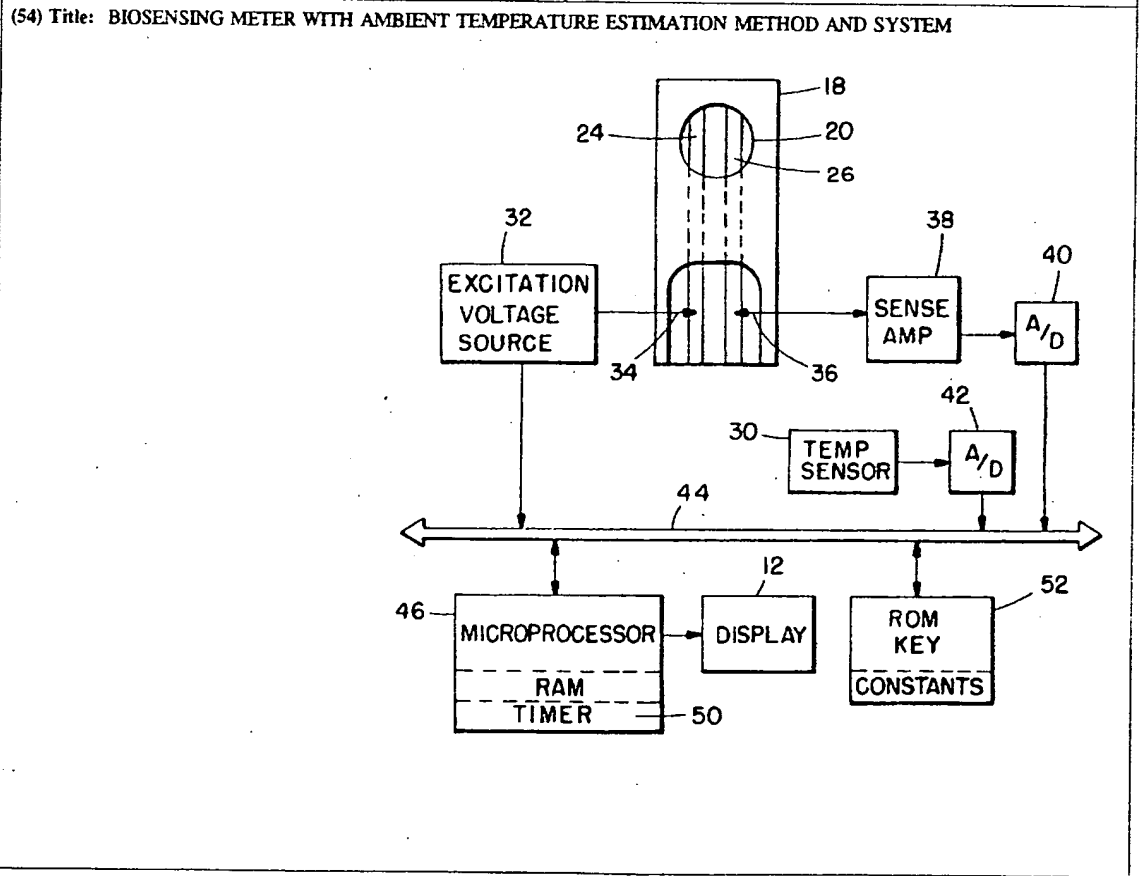 (54) Title: BIOSENSING METER WITH AMBIENT TEMPERATURE ESTIMATION METHOD AND SYSTEM
18
24
20
26
32
38
40
EXCITATION
VOLTAGE
SOURCE
SENSE
AMP
A/D
34
36
42
30
TEMP
SENSOR
A/D
44
12
52
46
MICROPROCESSOR
DISPLAY
ROM
KEY
RAM
CONSTANTS
TIMER
50